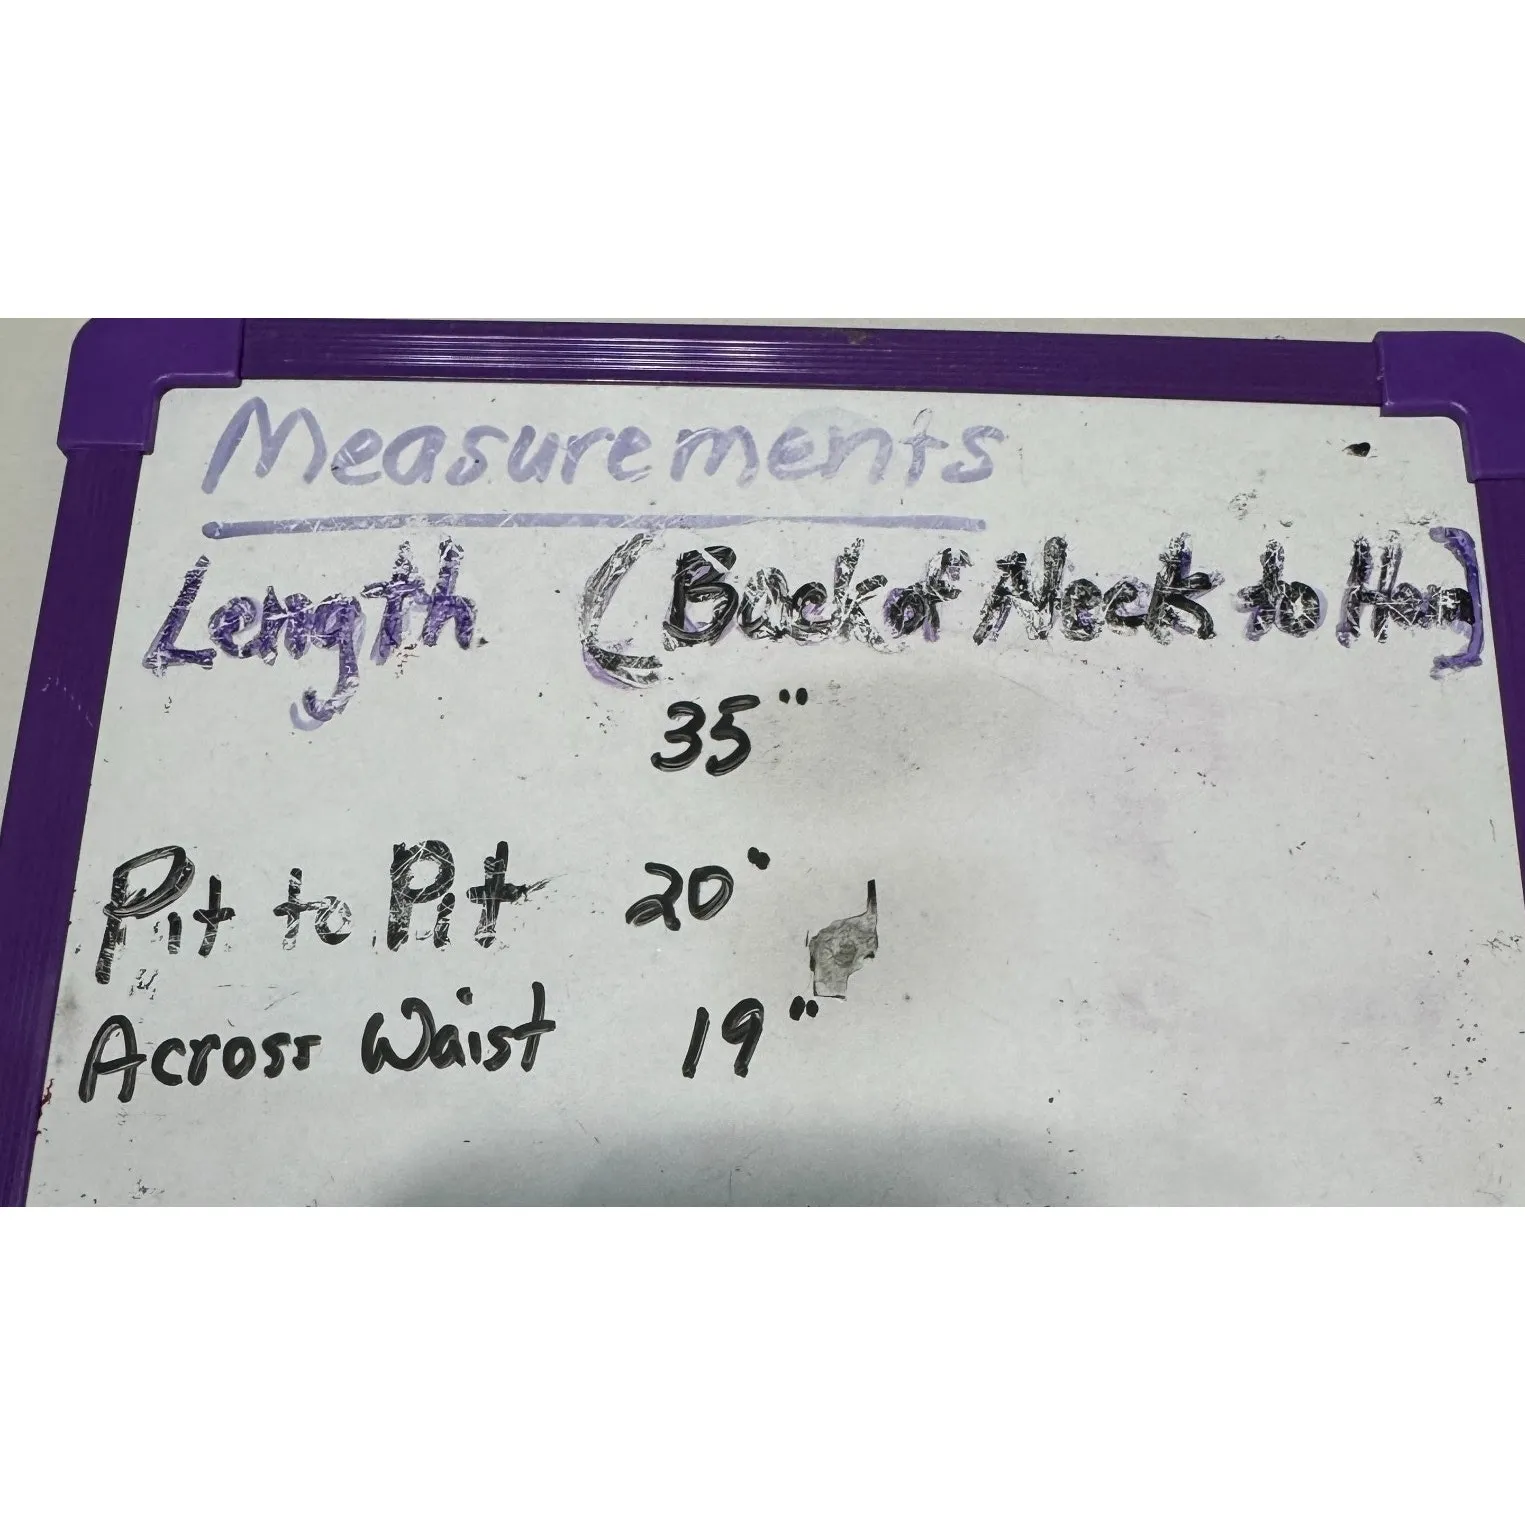 Measurements
Length (Back of Neck to Hem)
35"
Pit to Pit 20"
Across Waist 19"